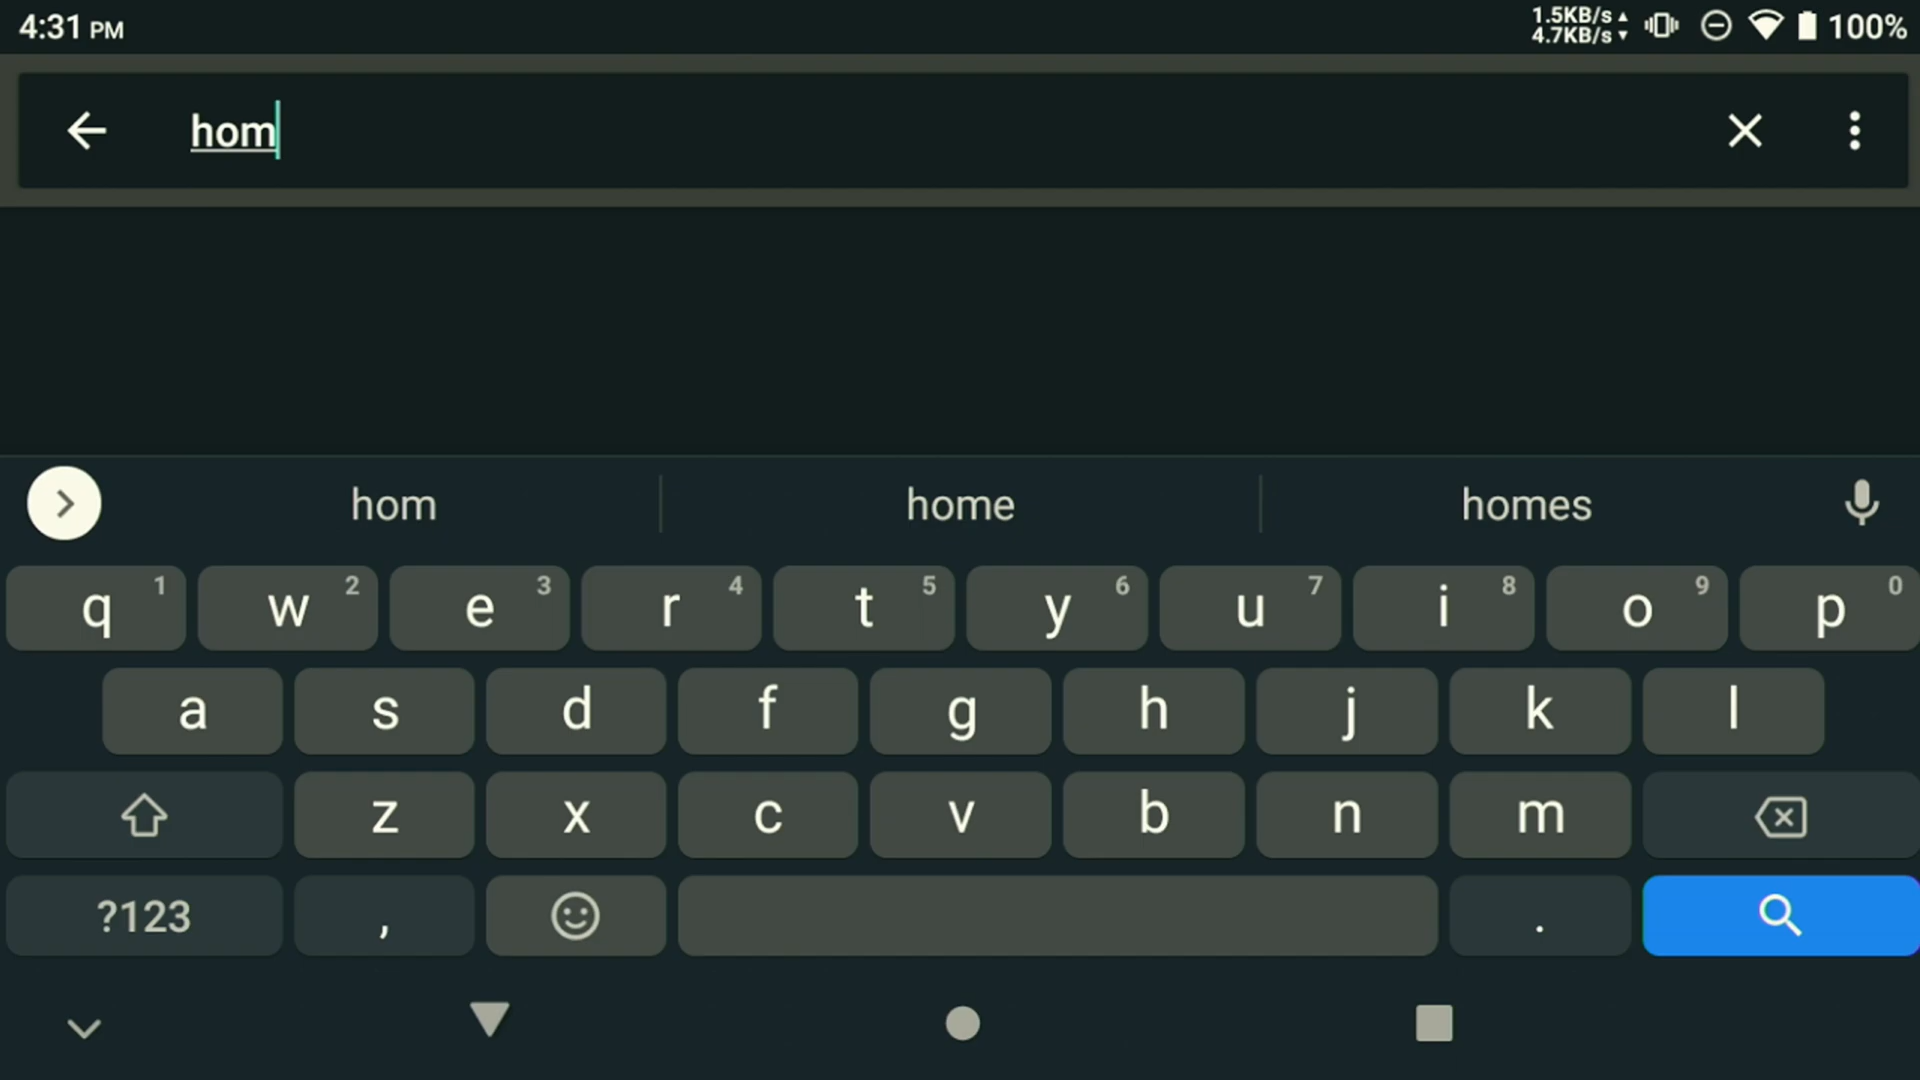 4:31 PM
1.5KB/s
4.7KB/s
100%
hom
hom home homes
q 1 w 2 e 3 r 4 t 5 y 6 u 7 i 8 o 9 p 0
a s d f g h j k l
z x c v b n m
?123 , .